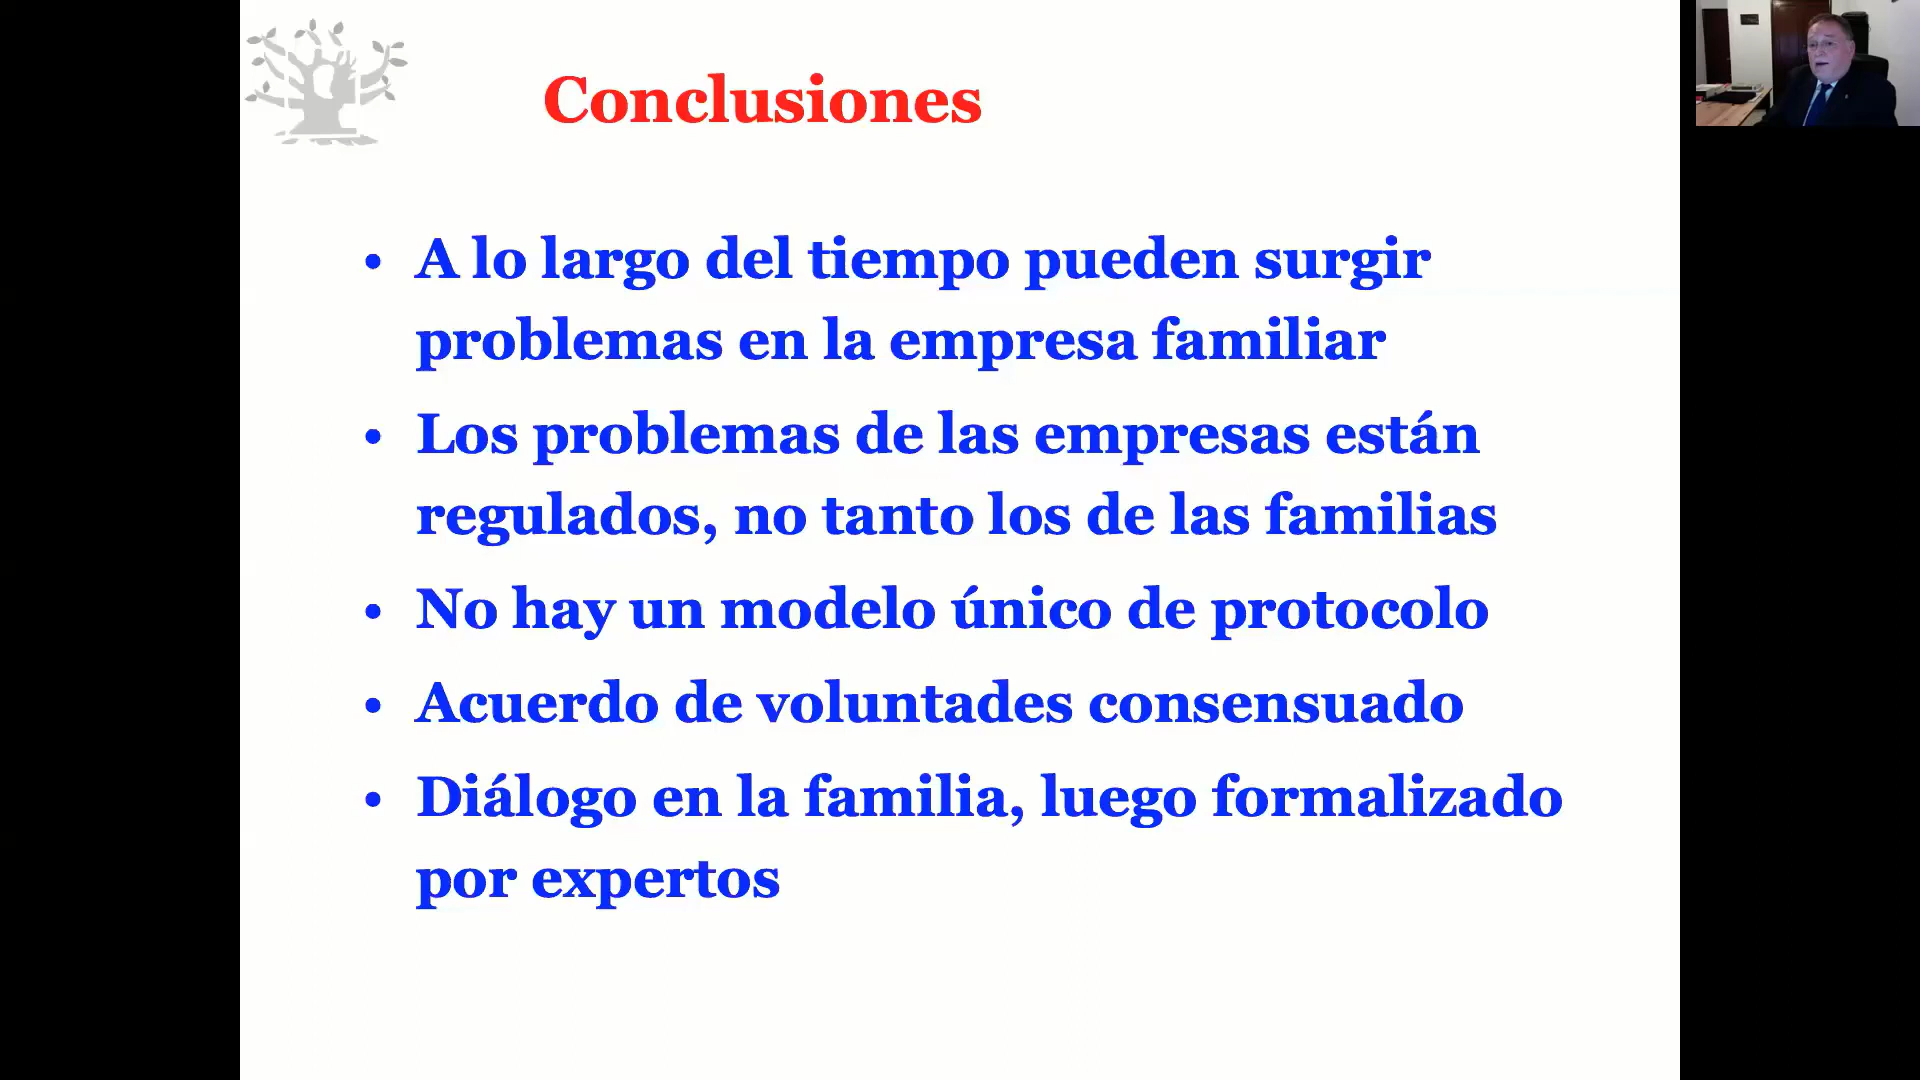 Conclusiones
• A lo largo del tiempo pueden surgir
problemas en la empresa familiar
• Los problemas de las empresas están
regulados, no tanto los de las familias
• No hay un modelo único de protocolo
• Acuerdo de voluntades consensuado
• Diálogo en la familia, luego formalizado
por expertos